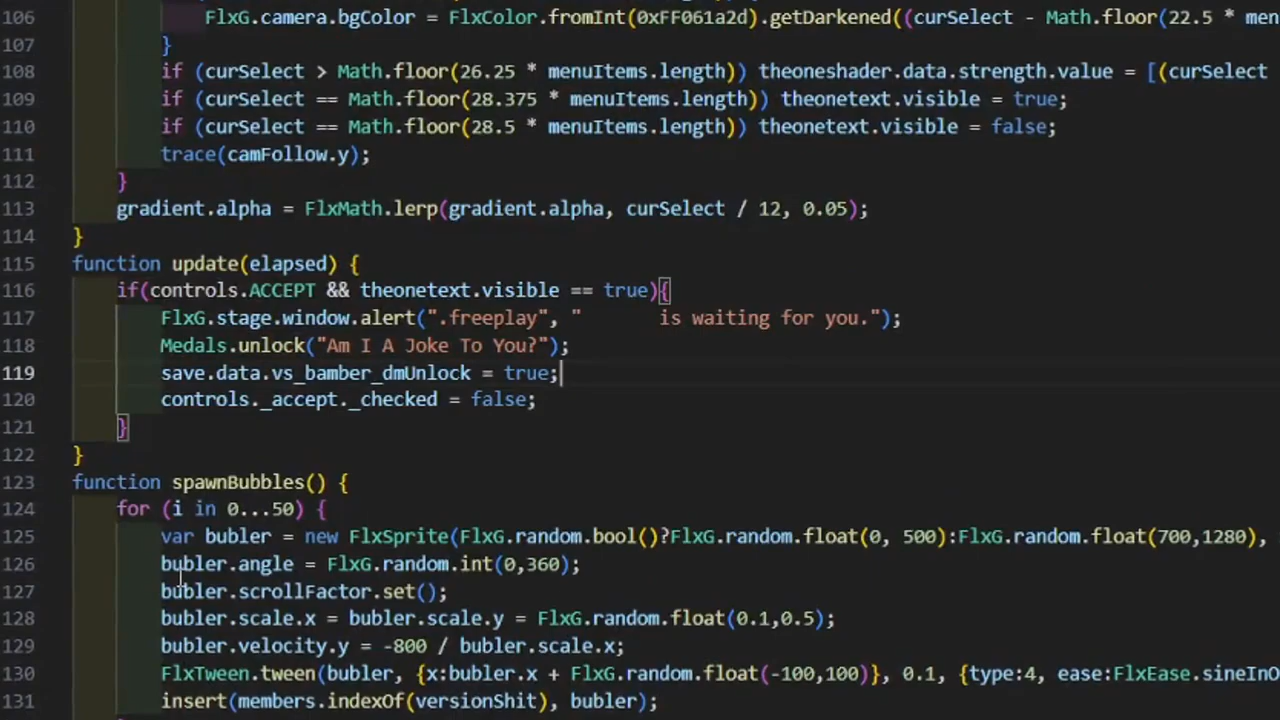 106 FlxG.camera.bgColor = FlxColor.fromInt(0xFF061a2d).getDarkened((curSelect - Math.floor(22.5 * men
107 }
108 if (curSelect > Math.floor(26.25 * menuItems.length)) theoneshader.data.strength.value = [(curSelect
109 if (curSelect == Math.floor(28.375 * menuItems.length)) theonetext.visible = true;
110 if (curSelect == Math.floor(28.5 * menuItems.length)) theonetext.visible = false;
111 trace(camFollow.y);
112 }
113 gradient.alpha = FlxMath.lerp(gradient.alpha, curSelect / 12, 0.05);
114 }
115 function update(elapsed) {
116 if(controls.ACCEPT && theonetext.visible == true){
117 FlxG.stage.window.alert(".freeplay", "       is waiting for you.");
118 Medals.unlock("Am I A Joke To You?");
119 save.data.vs_bamber_dmUnlock = true;
120 controls._accept._checked = false;
121 }
122 }
123 function spawnBubbles() {
124 for (i in 0...50) {
125 var bubler = new FlxSprite(FlxG.random.bool()?FlxG.random.float(0, 500):FlxG.random.float(700,1280),
126 bubler.angle = FlxG.random.int(0,360);
127 bubler.scrollFactor.set();
128 bubler.scale.x = bubler.scale.y = FlxG.random.float(0.1,0.5);
129 bubler.velocity.y = -800 / bubler.scale.x;
130 FlxTween.tween(bubler, {x:bubler.x + FlxG.random.float(-100,100)}, 0.1, {type:4, ease:FlxEase.sineInO
131 insert(members.indexOf(versionShit), bubler);